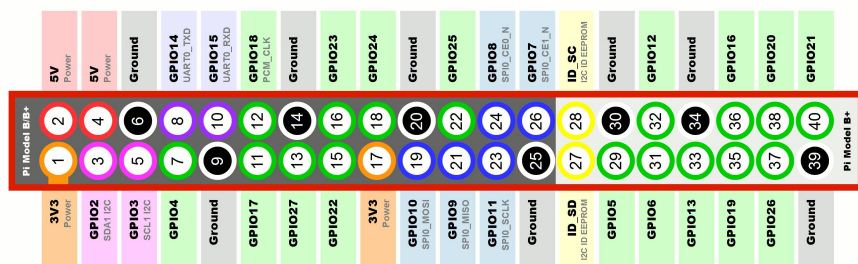 5V
Power
5V
Power
Ground
GPIO14
UART0_TXD
GPIO15
UART0_RXD
GPIO18
PCM_CLK
Ground
GPIO23
GPIO24
Ground
GPIO25
GPIO8
SPI0_CE0_N
GPIO7
SPI0_CE1_N
ID_SC
I2C ID EEPROM
Ground
GPIO12
Ground
GPIO16
GPIO20
GPIO21
Pi Model B/B+
2 4 6 8 10 12 14 16 18 20 22 24 26 28 30 32 34 36 38 40
1 3 5 7 9 11 13 15 17 19 21 23 25 27 29 31 33 35 37 39
Pi Model B+
3V3
Power
GPIO2
SDA1 I2C
GPIO3
SCL1 I2C
GPIO4
Ground
GPIO17
GPIO27
GPIO22
3V3
Power
GPIO10
SPI0_MOSI
GPIO9
SPI0_MISO
GPIO11
SPI0_SCLK
Ground
ID_SD
I2C ID EEPROM
GPIO5
GPIO6
GPIO13
GPIO19
GPIO26
Ground